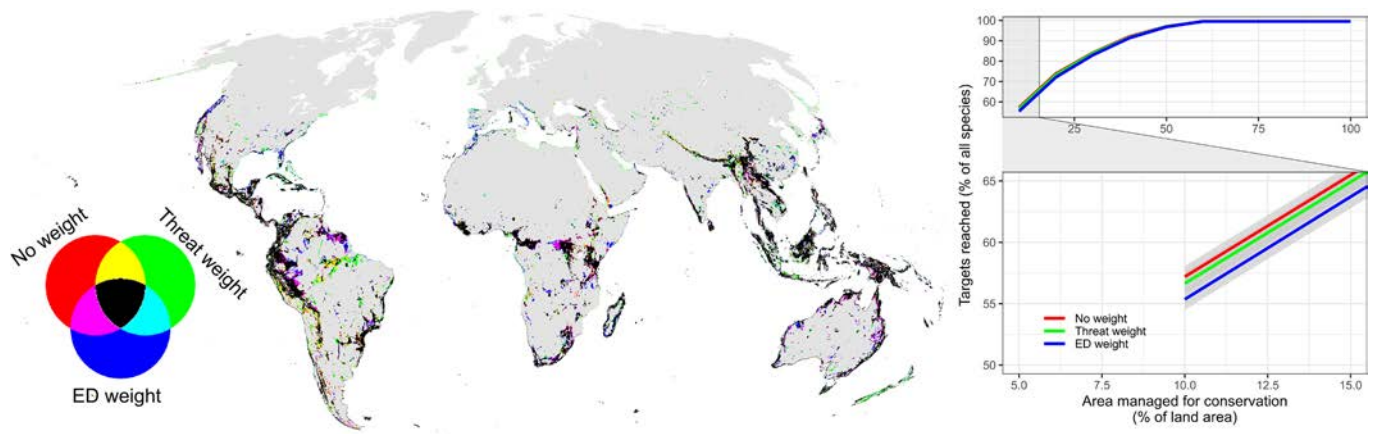 No weight
Threat weight
ED weight
Targets reached (% of all species)
100
90
80
70
60
25
50
75
100
65
60
55
50
No weight
Threat weight
ED weight
5.0
7.5
10.0
12.5
15.0
Area managed for conservation
(% of land area)